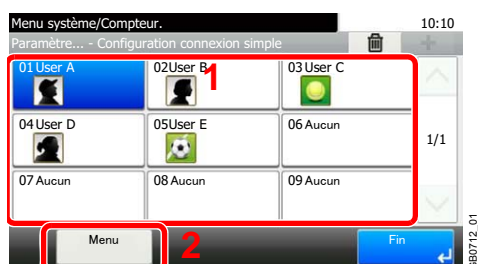 Menu système/Compteur.
10:10
Paramètre... - Configuration connexion simple
01 User A
02User B
1
03 User C
04 User D
05User E
06 Aucun
1/1
07 Aucun
08 Aucun
09 Aucun
Menu
2
Fin